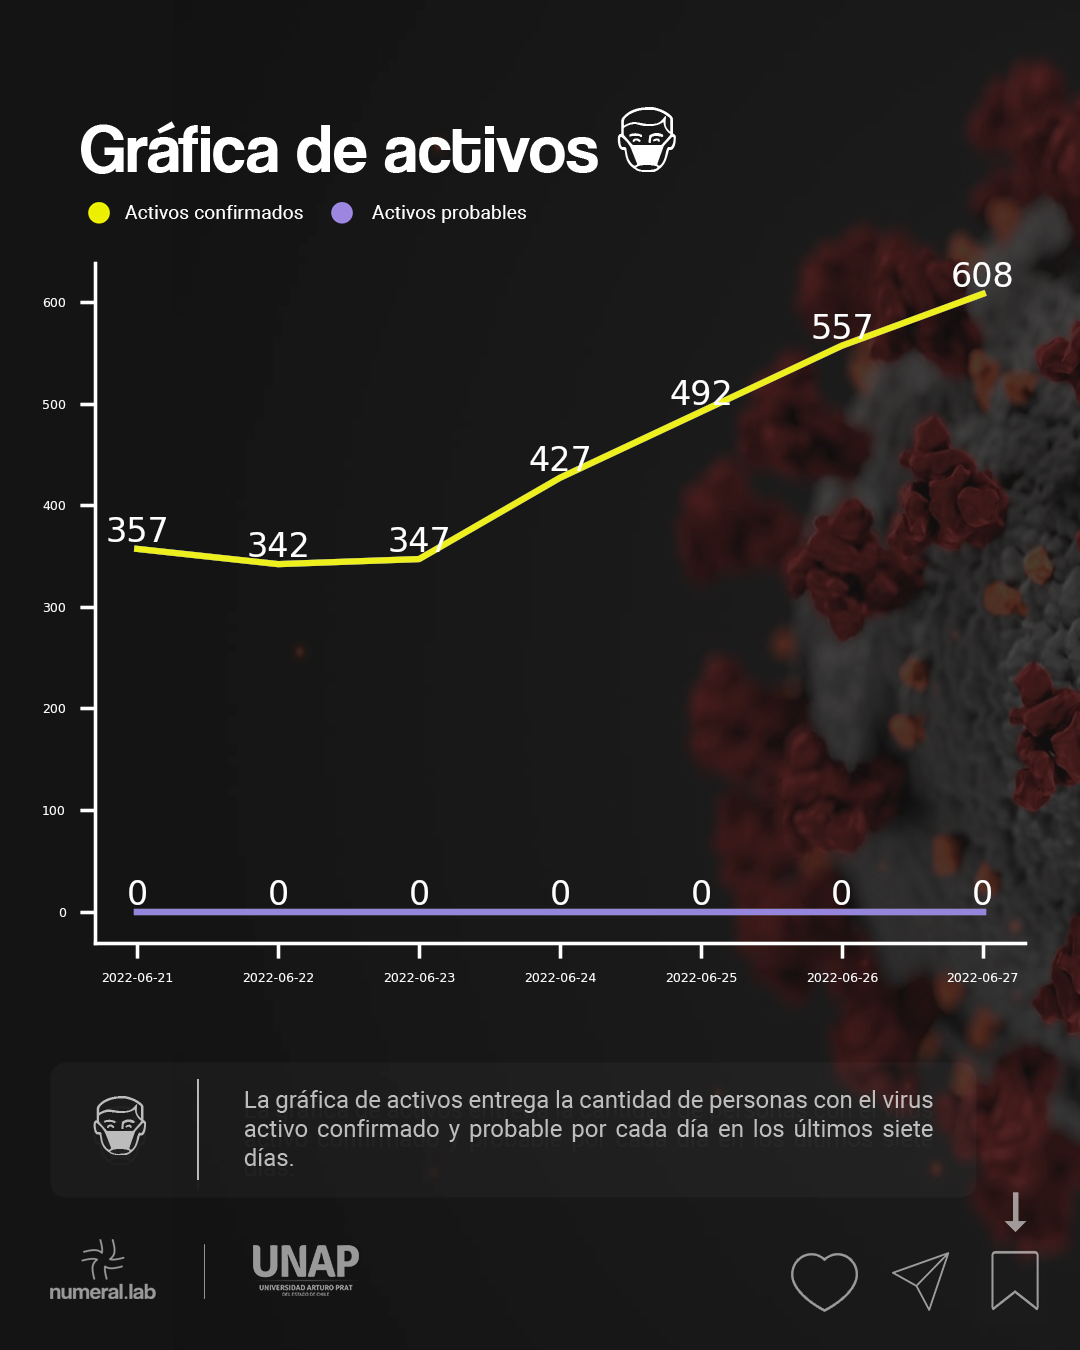 Gráfica de activos
Activos confirmados Activos probables
608
600
557
500
492
427
400
357
342
347
300
200
100
0 0 0 0 0 0 0
0
2022-06-21 2022-06-22 2022-06-23 2022-06-24 2022-06-25 2022-06-26 2022-06-27
La gráfica de activos entrega la cantidad de personas con el virus
activo confirmado y probable por cada día en los últimos siete
días.
numeral.lab
UNAP
UNIVERSIDAD ARTURO PRAT
DEL ESTADO DE CHILE